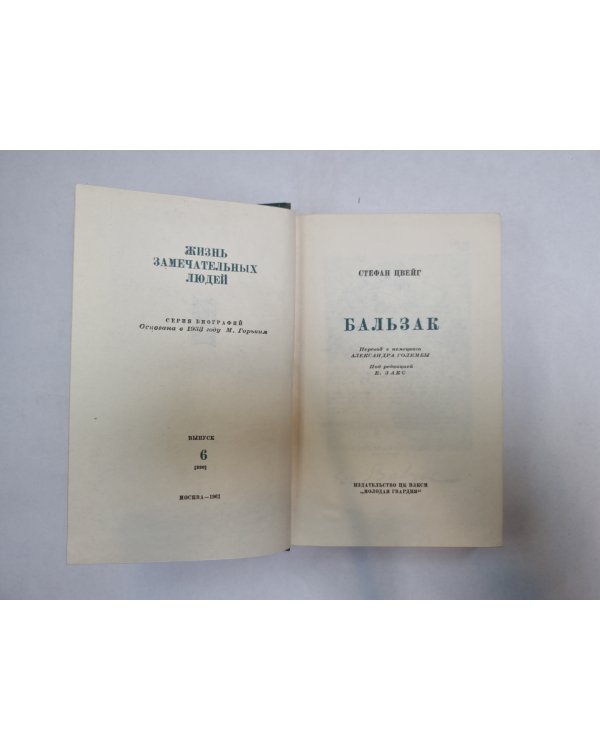 ЖИЗНЬ
ЗАМЕЧАТЕЛЬНЫХ
ЛЮДЕЙ
СЕРИЯ БИОГРАФИЙ
Основана в 1933 году М. Горьким
ВЫПУСК
6
МОСКВА—1961
СТЕФАН ЦВЕЙГ
БАЛЬЗАК
Перевод с немецкого
АЛЕКСАНДРА ГОЛЕМБЫ
Под редакцией
Е. ЗАКС
ИЗДАТЕЛЬСТВО ЦК ВЛКСМ
„МОЛОДАЯ ГВАРДИЯ"